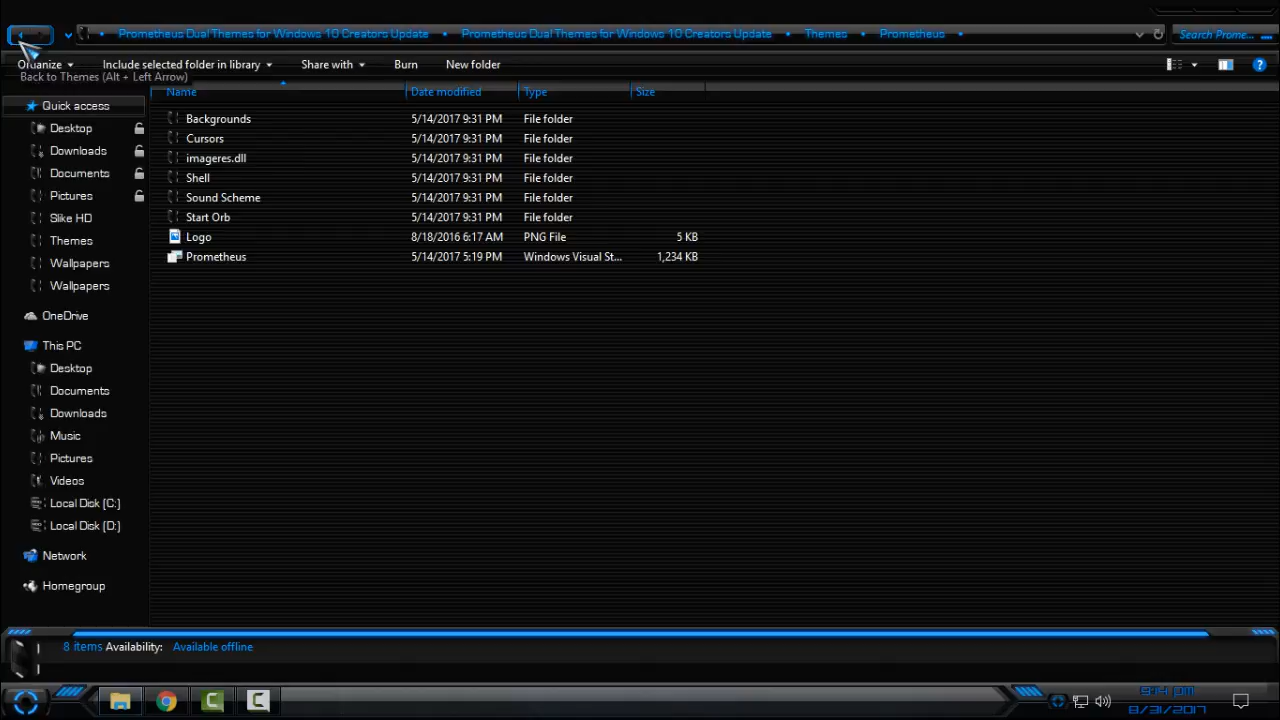 Prometheus Dual Themes for Windows 10 Creators Update • Prometheus Dual Themes for Windows 10 Creators Update • Themes • Prometheus • Search Prome...
Organize Include selected folder in library Share with Burn New folder
Back to Themes (Alt + Left Arrow)
Name Date modified Type Size
Quick access
Desktop
Downloads
Documents
Pictures
Slike HD
Themes
Wallpapers
Wallpapers
OneDrive
This PC
Desktop
Documents
Downloads
Music
Pictures
Videos
Local Disk (C:)
Local Disk (D:)
Network
Homegroup
Backgrounds 5/14/2017 9:31 PM File folder
Cursors 5/14/2017 9:31 PM File folder
imageres.dll 5/14/2017 9:31 PM File folder
Shell 5/14/2017 9:31 PM File folder
Sound Scheme 5/14/2017 9:31 PM File folder
Start Orb 5/14/2017 9:31 PM File folder
Logo 8/18/2016 6:17 AM PNG File 5 KB
Prometheus 5/14/2017 5:19 PM Windows Visual St... 1,234 KB
8 items Availability: Available offline
9:14 pm
8/31/2017